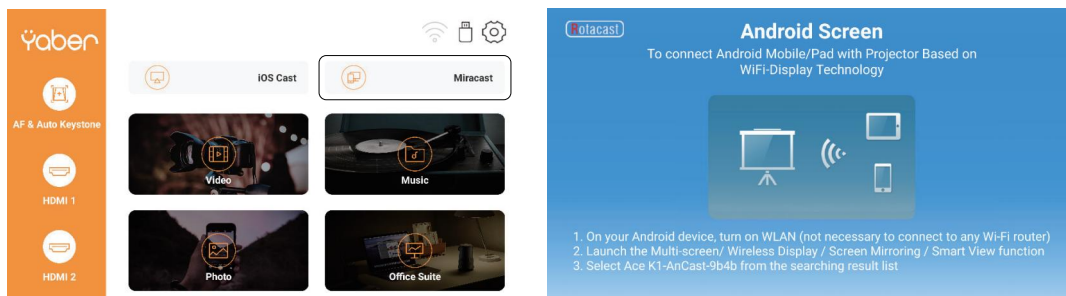 Ÿaber
AF & Auto Keystone
HDMI 1
HDMI 2
iOS Cast
Miracast
Video
Music
Photo
Office Suite
Rotacast
Android Screen
To connect Android Mobile/Pad with Projector Based on
WiFi-Display Technology
1. On your Android device, turn on WLAN (not necessary to connect to any Wi-Fi router)
2. Launch the Multi-screen/ Wireless Display / Screen Mirroring / Smart View function
3. Select Ace K1-AnCast-9b4b from the searching result list